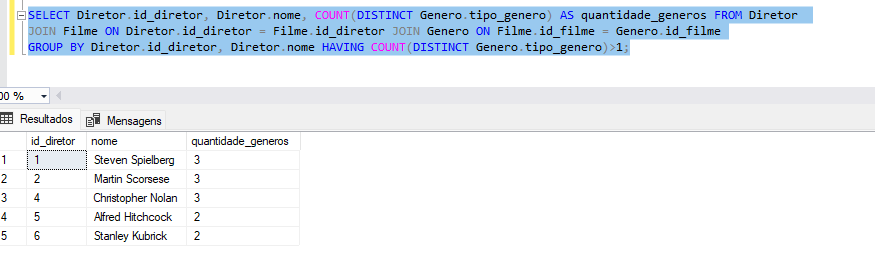 SELECT Diretor.id_diretor, Diretor.nome, COUNT(DISTINCT Genero.tipo_genero) AS quantidade_generos FROM Diretor
JOIN Filme ON Diretor.id_diretor = Filme.id_diretor JOIN Genero ON Filme.id_filme = Genero.id_filme
GROUP BY Diretor.id_diretor, Diretor.nome HAVING COUNT(DISTINCT Genero.tipo_genero)>1;
00 %
Resultados Mensagens
id_diretor nome quantidade_generos
1 1 Steven Spielberg 3
2 2 Martin Scorsese 3
3 4 Christopher Nolan 3
4 5 Alfred Hitchcock 2
5 6 Stanley Kubrick 2